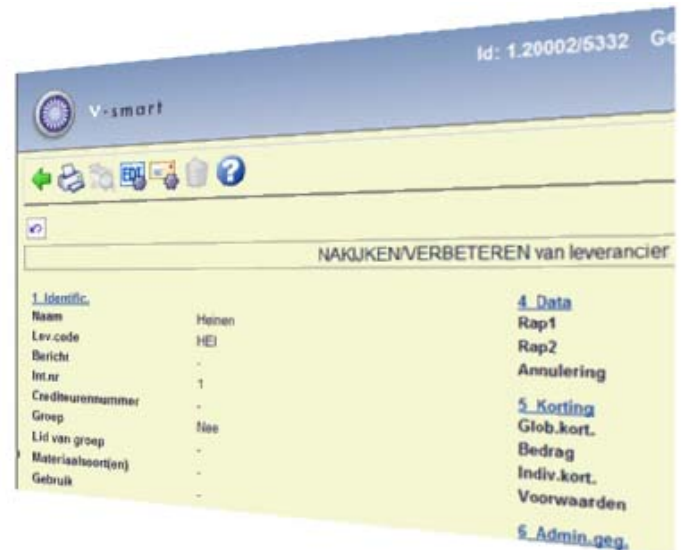 Id: 1.20002/5332 Ge
V-smart
EDI
?
NAKIJKEN/VERBETEREN van leverancier
1 Identific.
Naam Heinen
Lev.code HEI
Bericht -
Int.nr 1
Crediteurennummer -
Groep Nee
Lid van groep -
Materiaalsoort(en) -
Gebruik -
4 Data
Rap1
Rap2
Annulering
5 Korting
Glob.kort.
Bedrag
Indiv.kort.
Voorwaarden
6 Admin.geg.